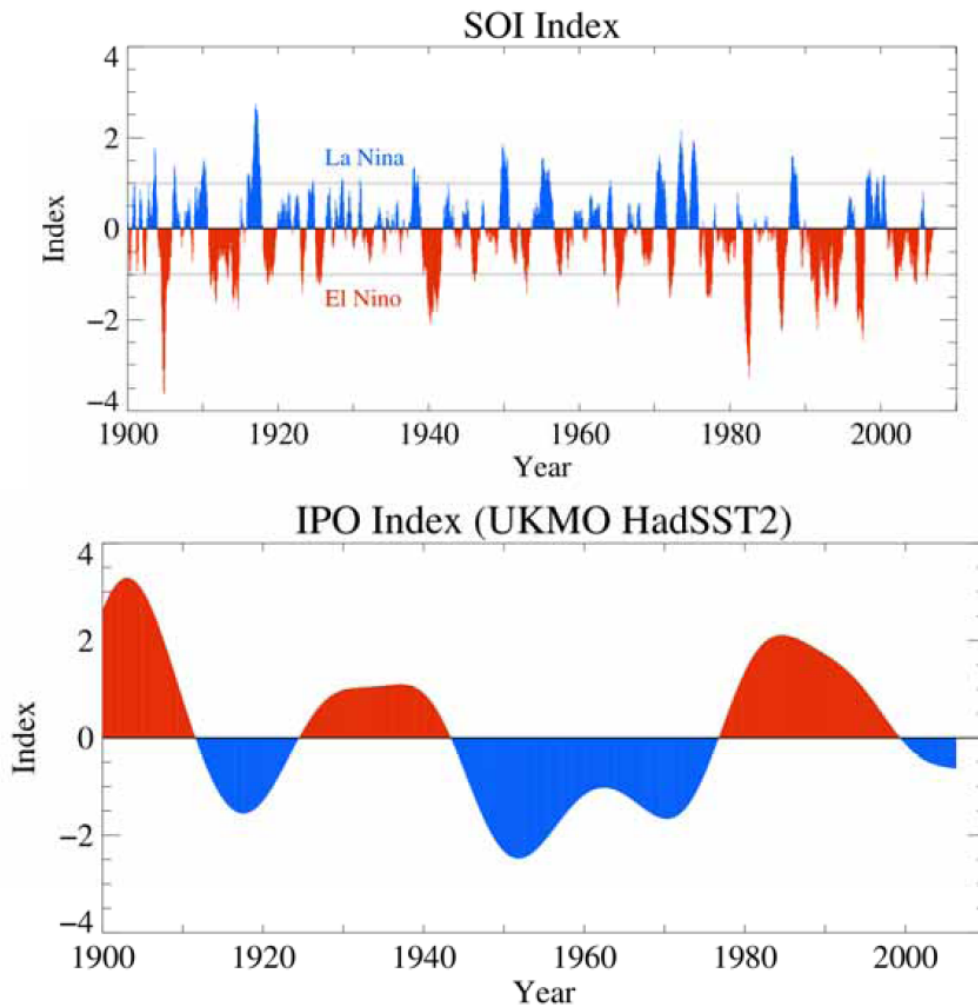 SOI Index
4
2
0
−2
−4
Index
La Nina
El Nino
1900 1920 1940 1960 1980 2000
Year
IPO Index (UKMO HadSST2)
4
2
0
−2
−4
Index
1900 1920 1940 1960 1980 2000
Year